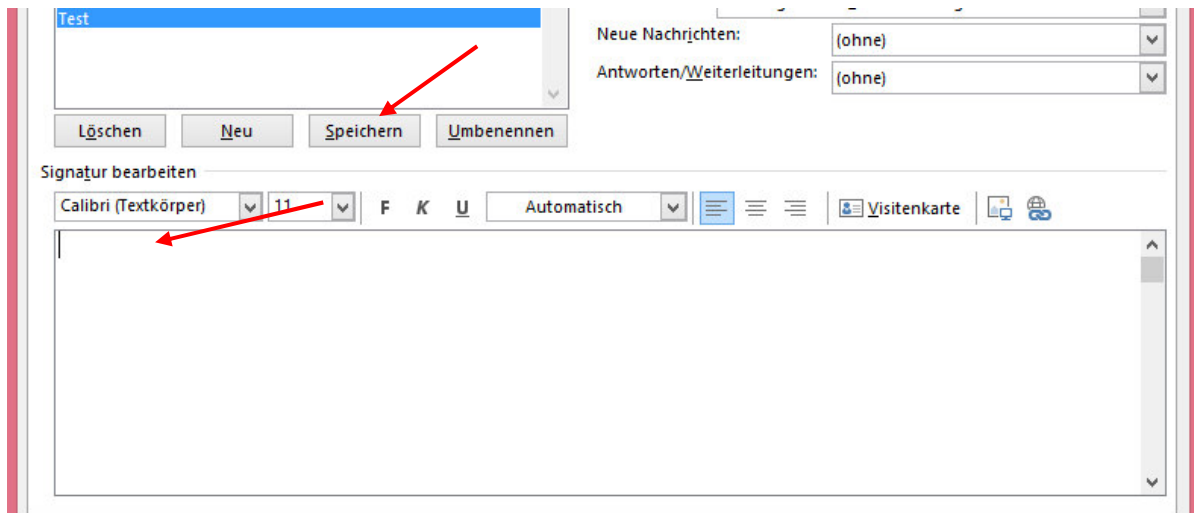 Test
Neue Nachrichten: (ohne)
Antworten/Weiterleitungen: (ohne)
Löschen Neu Speichern Umbenennen
Signatur bearbeiten
Calibri (Textkörper) 11 F K U Automatisch Visitenkarte